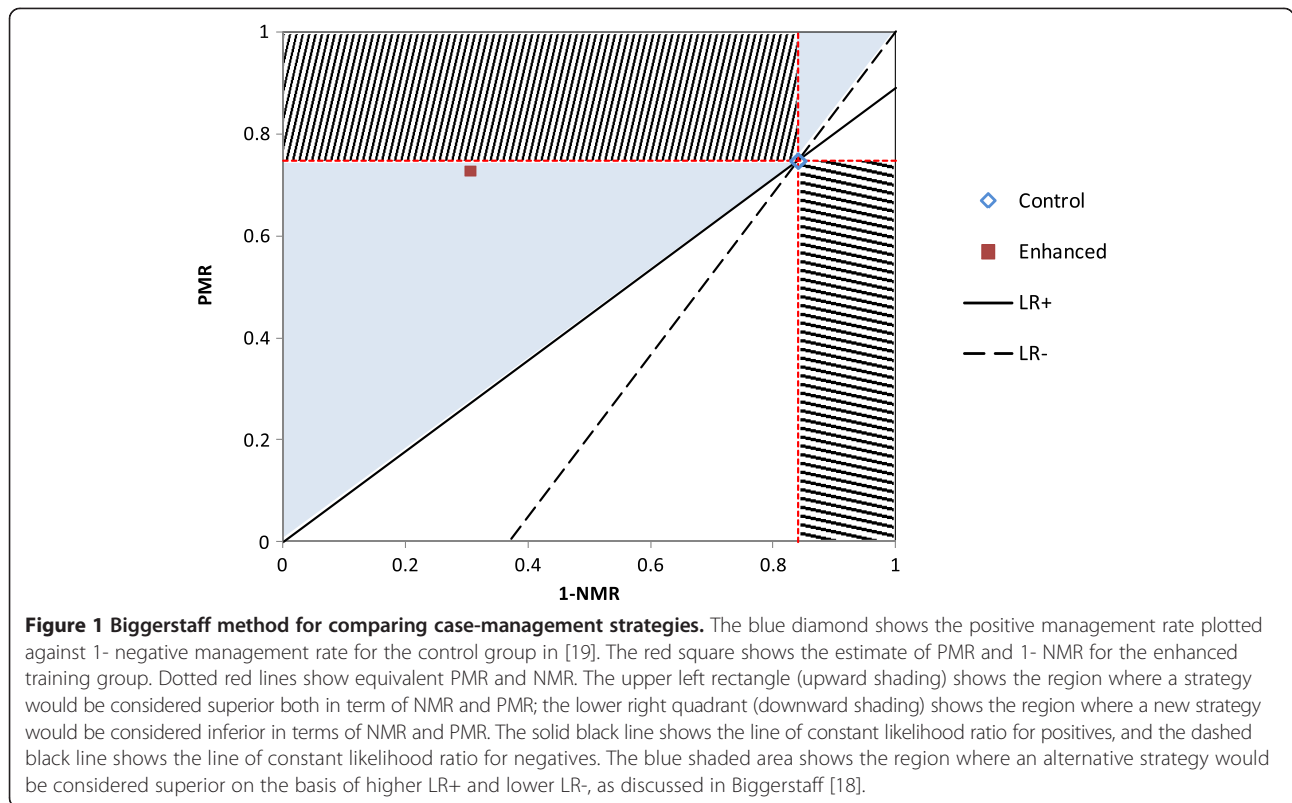 1
0.8
0.6
0.4
0.2
0
PMR
0 0.2 0.4 0.6 0.8 1
1-NMR
Control
Enhanced
LR+
LR-
Figure 1 Biggerstaff method for comparing case-management strategies. The blue diamond shows the positive management rate plotted
against 1- negative management rate for the control group in [19]. The red square shows the estimate of PMR and 1- NMR for the enhanced
training group. Dotted red lines show equivalent PMR and NMR. The upper left rectangle (upward shading) shows the region where a strategy
would be considered superior both in term of NMR and PMR; the lower right quadrant (downward shading) shows the region where a new strategy
would be considered inferior in terms of NMR and PMR. The solid black line shows the line of constant likelihood ratio for positives, and the dashed
black line shows the line of constant likelihood ratio for negatives. The blue shaded area shows the region where an alternative strategy would
be considered superior on the basis of higher LR+ and lower LR-, as discussed in Biggerstaff [18].